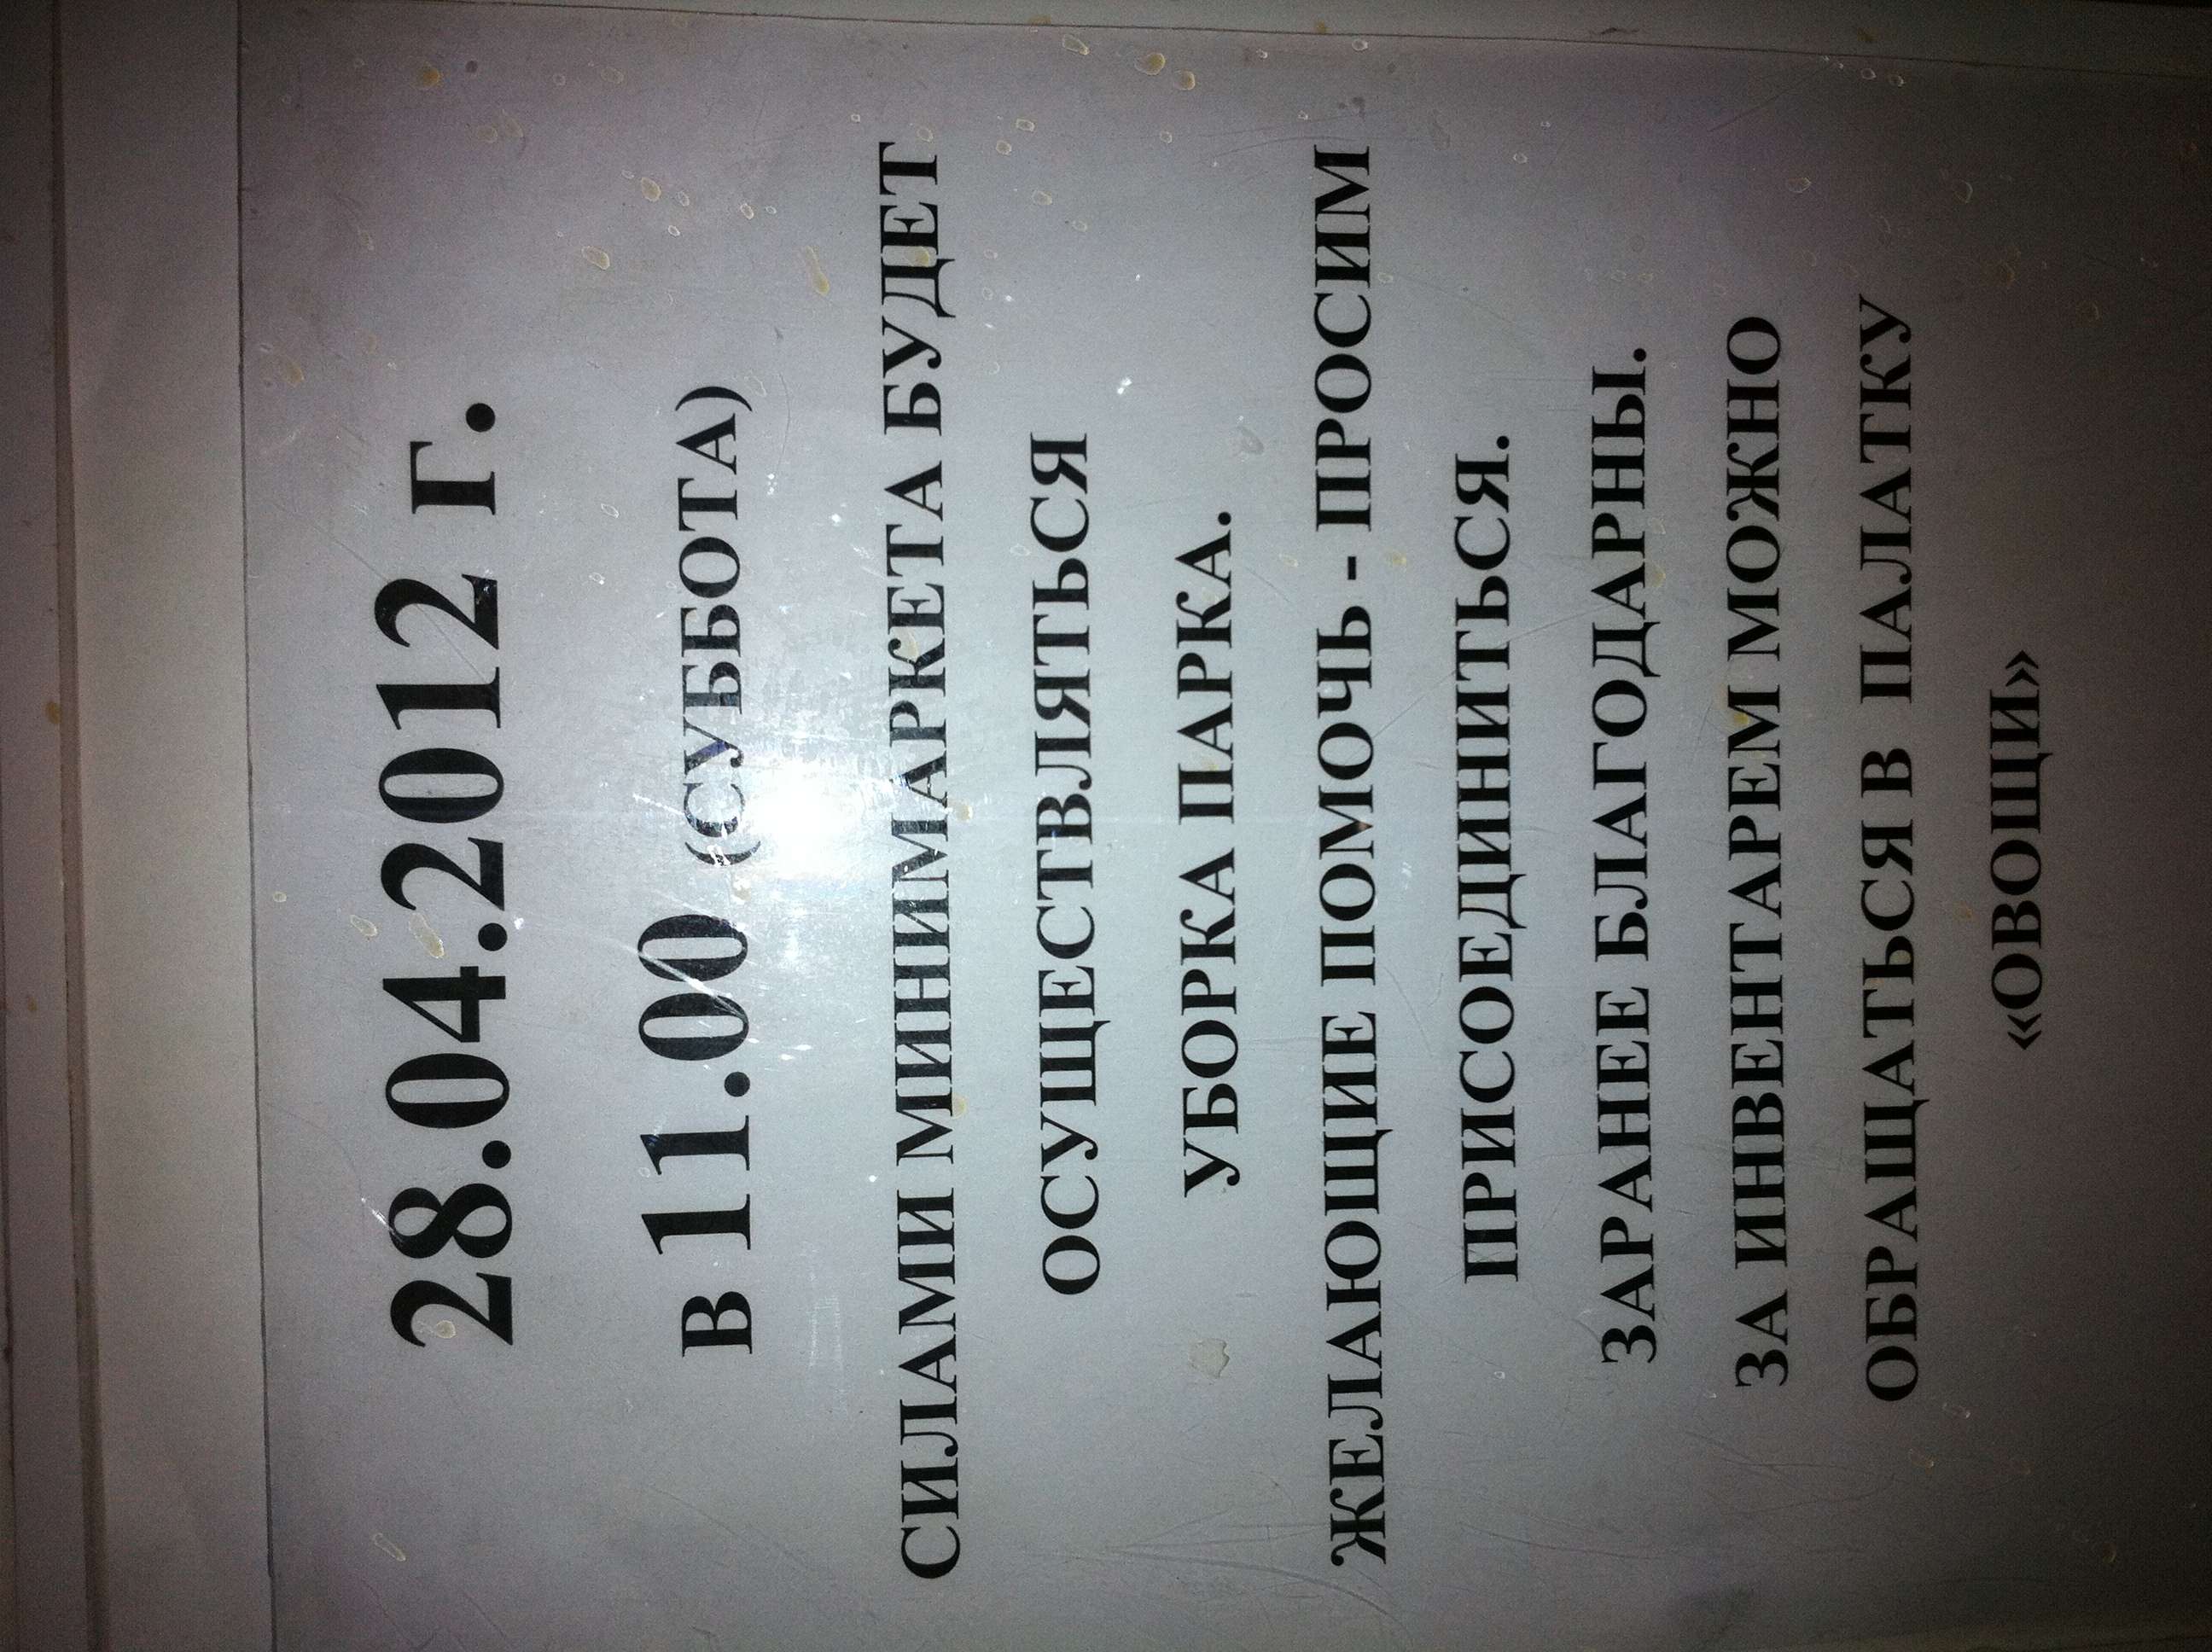 28.04.2012 г.
в 11.00 (СУББОТА)
СИЛАМИ МИНИМАРКЕТА БУДЕТ
ОСУЩЕСТВЛЯТЬСЯ
УБОРКА ПАРКА.
ЖЕЛАЮЩИЕ ПОМОЧЬ - ПРОСИМ
ПРИСОЕДИНИТЬСЯ.
ЗАРАНЕЕ БЛАГОДАРНЫ.
ЗА ИНВЕНТАРЕМ МОЖНО
ОБРАЩАТЬСЯ В ПАЛАТКУ
«ОВОЩИ»